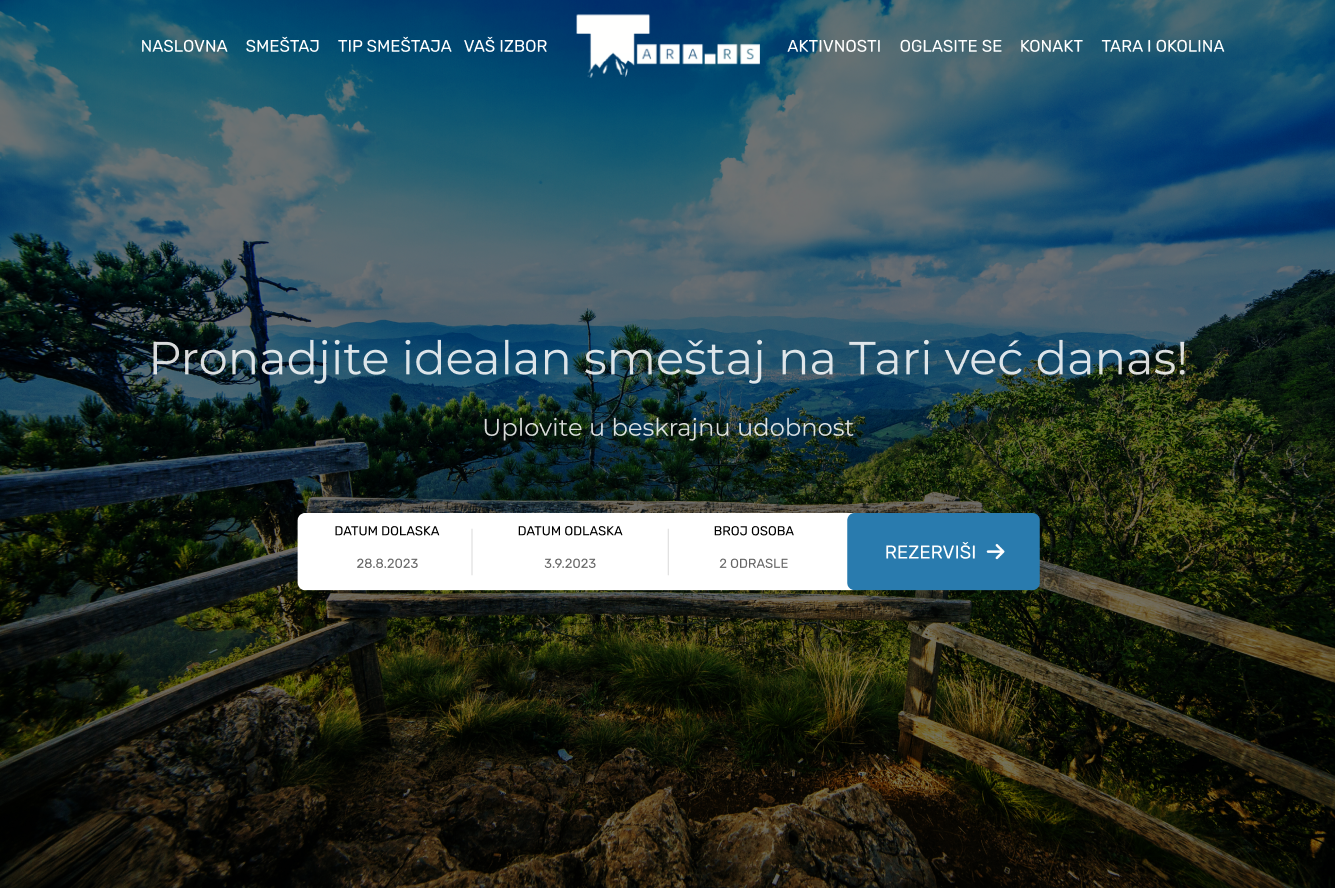 NASLOVNA SMEŠTAJ TIP SMEŠTAJA VAŠ IZBOR TARA.RS AKTIVNOSTI OGLASITE SE KONAKT TARA I OKOLINA
Pronadjite idealan smeštaj na Tari već danas!
Uplovite u beskrajnu udobnost
DATUM DOLASKA DATUM ODLASKA BROJ OSOBA
REZERVIŠI
28.8.2023 3.9.2023 2 ODRASLE